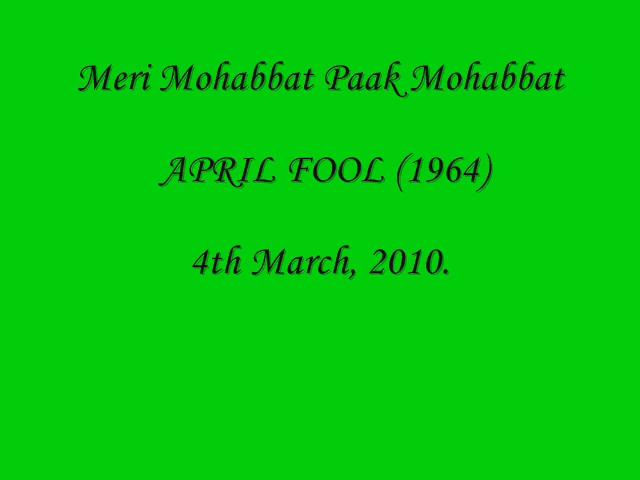 Meri Mohabbat Paak Mohabbat
APRIL FOOL (1964)
4th March, 2010.